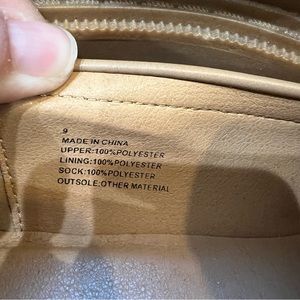 9
MADE IN CHINA
UPPER:100%POLYESTER
LINING:100%POLYESTER
SOCK:100%POLYESTER
OUTSOLE:OTHER MATERIAL